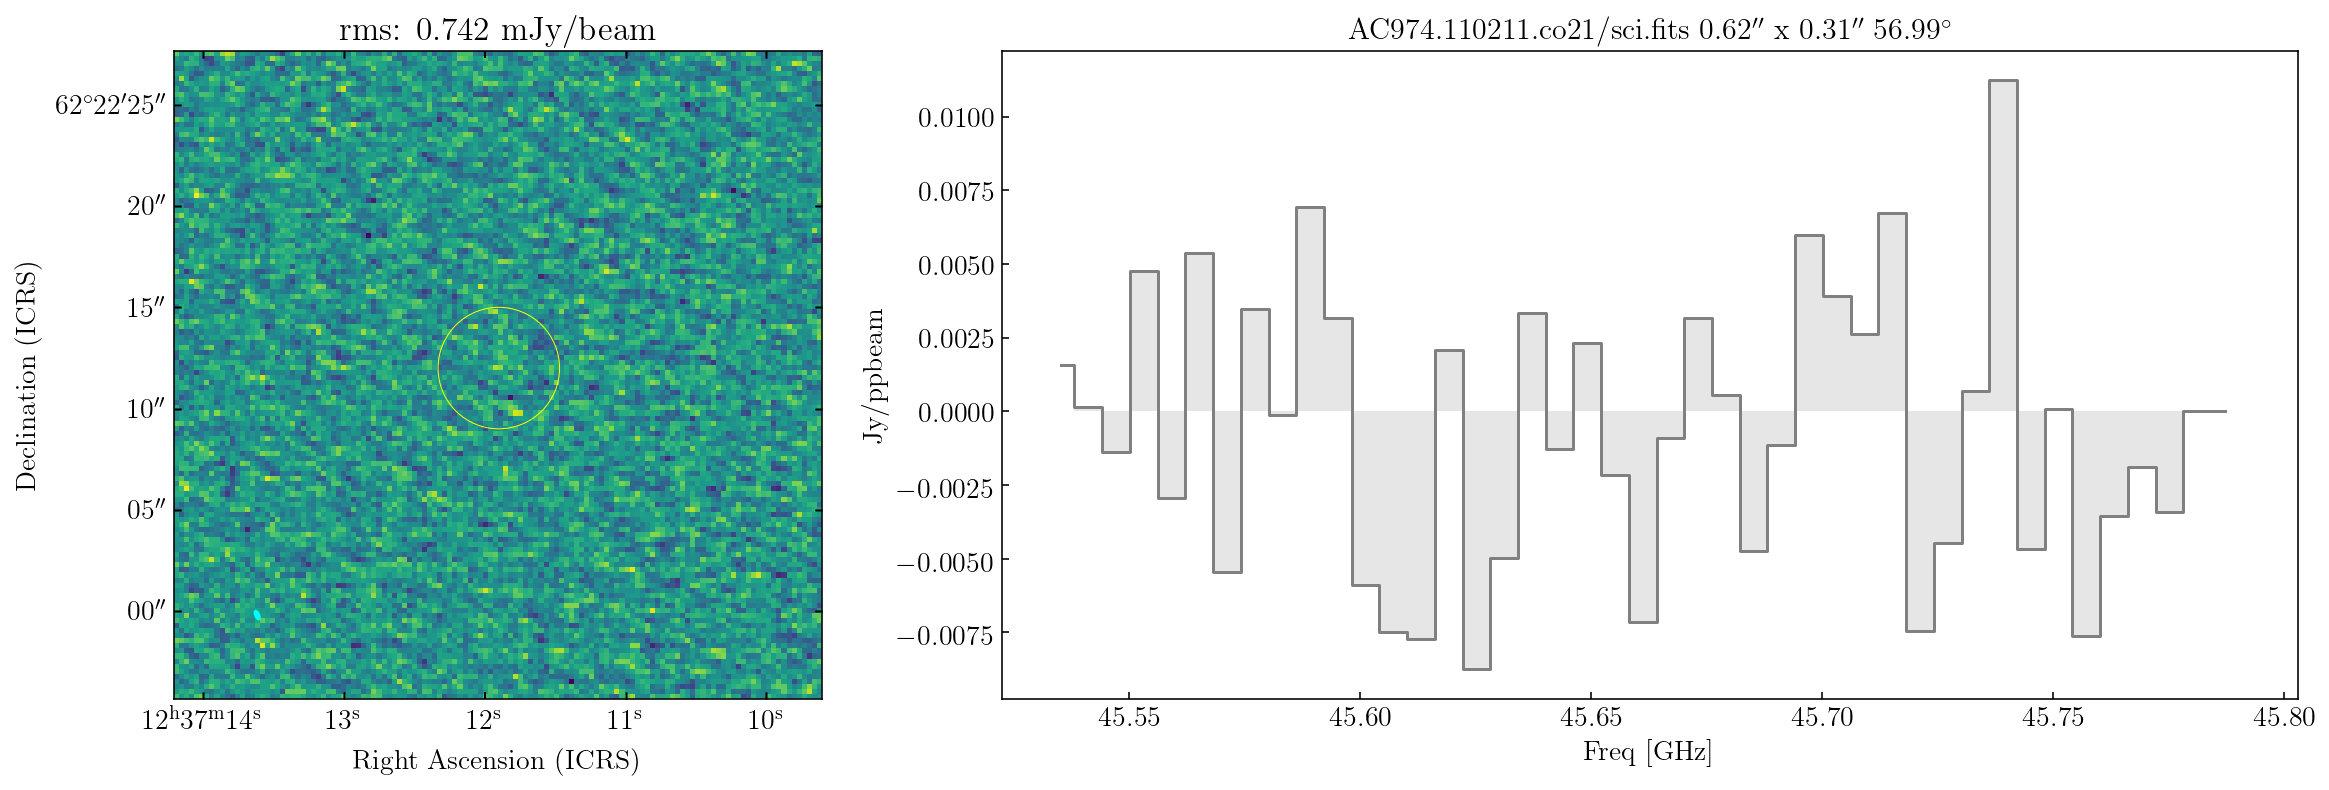 rms: 0.742 mJy/beam
62°22′25″
20″
15″
10″
05″
00″
12ʰ37ᵐ14ˢ 13ˢ 12ˢ 11ˢ 10ˢ
Right Ascension (ICRS)
Declination (ICRS)
AC974.110211.co21/sci.fits 0.62″ x 0.31″ 56.99°
0.0100
0.0075
0.0050
0.0025
0.0000
−0.0025
−0.0050
−0.0075
45.55 45.60 45.65 45.70 45.75 45.80
Freq [GHz]
Jy/ppbeam